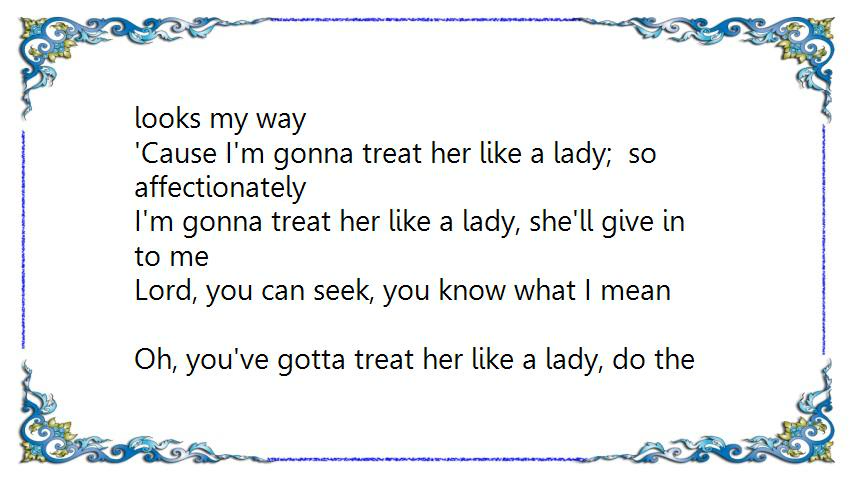 looks my way
'Cause I'm gonna treat her like a lady;  so
affectionately
I'm gonna treat her like a lady, she'll give in
to me
Lord, you can seek, you know what I mean
Oh, you've gotta treat her like a lady, do the